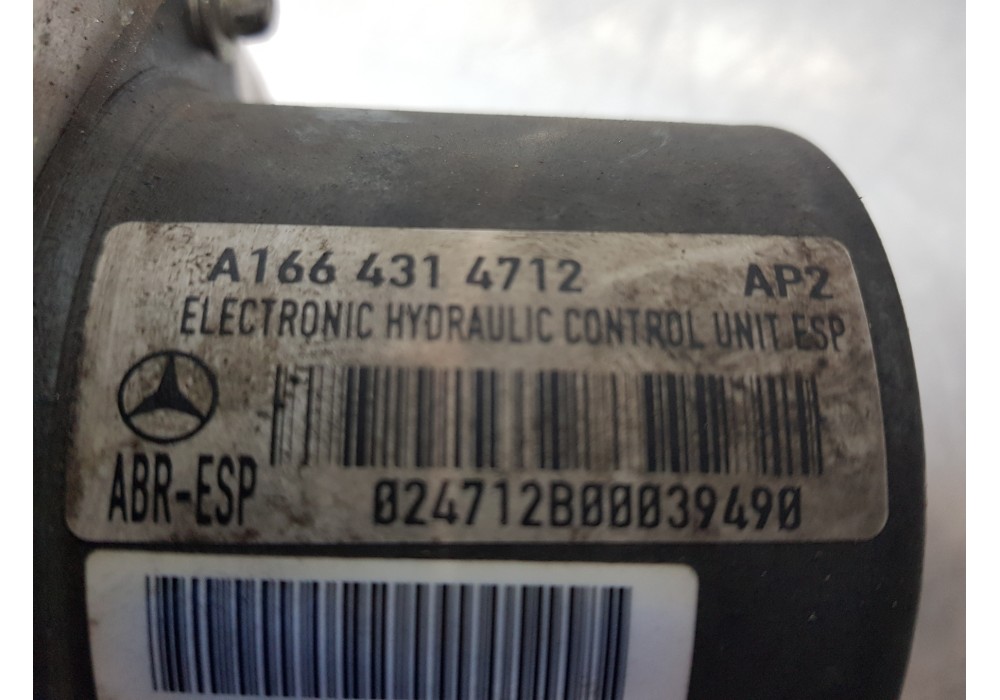 A166 431 4712 AP2
ELECTRONIC HYDRAULIC CONTROL UNIT ESP
ABR-ESP
024712B00039490